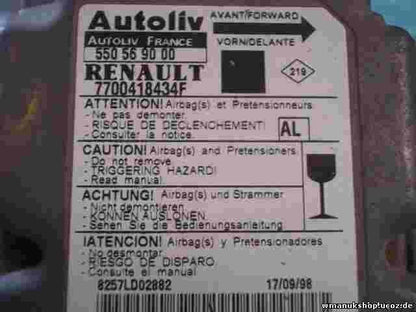 Autoliv
AVANT/FORWARD
AUTOLIV FRANCE
VORN/DELANTE
550 56 90 00
RENAULT
219
7700418434F
ATTENTION! Airbag(s) et Pretensionneurs
- Ne pas demonter.
- RISQUE DE DECLENCHEMENT!
- Consulter la notice.
AL
CAUTION! Airbag(s) and Pretensioners
- Do not remove
- TRIGGERING HAZARD!
- Read manual.
ACHTUNG! Airbag(s) und Strammer
- Nicht demontieren
- KONNEN AUSLOSEN.
- Sehen Sie die Bedienungsanleitung
!ATENCION! Airbag(s) y Pretensionadores
- No desmontar.
- RIESGO DE DISPARO.
- Consulte el manual
8257LD02882
17/09/98
wmanukshop.ucoz.de